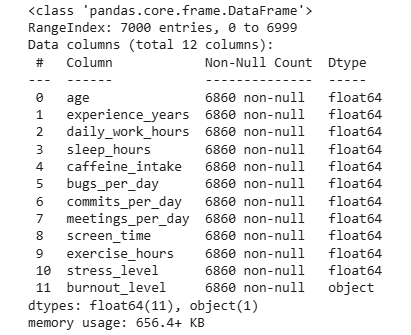 <class 'pandas.core.frame.DataFrame'>
RangeIndex: 7000 entries, 0 to 6999
Data columns (total 12 columns):
 #   Column            Non-Null Count  Dtype
---  ------            --------------  -----
 0   age               6860 non-null   float64
 1   experience_years  6860 non-null   float64
 2   daily_work_hours  6860 non-null   float64
 3   sleep_hours       6860 non-null   float64
 4   caffeine_intake   6860 non-null   float64
 5   bugs_per_day      6860 non-null   float64
 6   commits_per_day   6860 non-null   float64
 7   meetings_per_day  6860 non-null   float64
 8   screen_time       6860 non-null   float64
 9   exercise_hours    6860 non-null   float64
 10  stress_level      6860 non-null   float64
 11  burnout_level     6860 non-null   object
dtypes: float64(11), object(1)
memory usage: 656.4+ KB